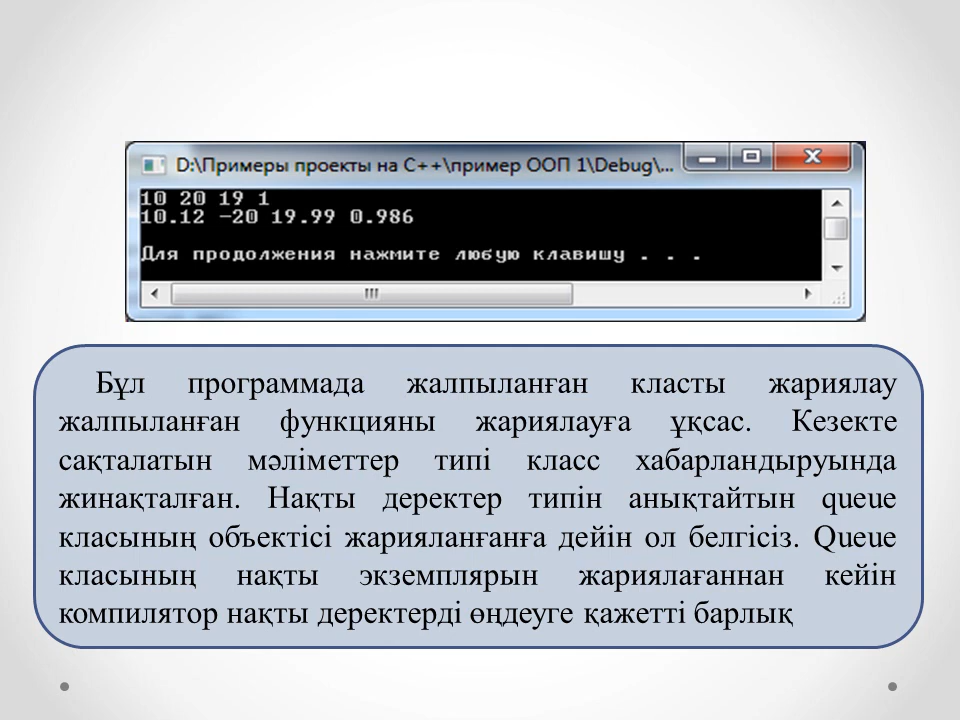 D:\Примеры проекты на C++\пример ООП 1\Debug\...
10 20 19 1
10.12 -20 19.99 0.986
Для продолжения нажмите любую клавишу . . .
Бұл программада жалпыланған класты жариялау
жалпыланған функцияны жариялауға ұқсас. Кезекте
сақталатын мәліметтер типі класс хабарландыруында
жинақталған. Нақты деректер типін анықтайтын queue
класының объектісі жарияланғанға дейін ол белгісіз. Queue
класының нақты экземплярын жариялағаннан кейін
компилятор нақты деректерді өңдеуге қажетті барлық